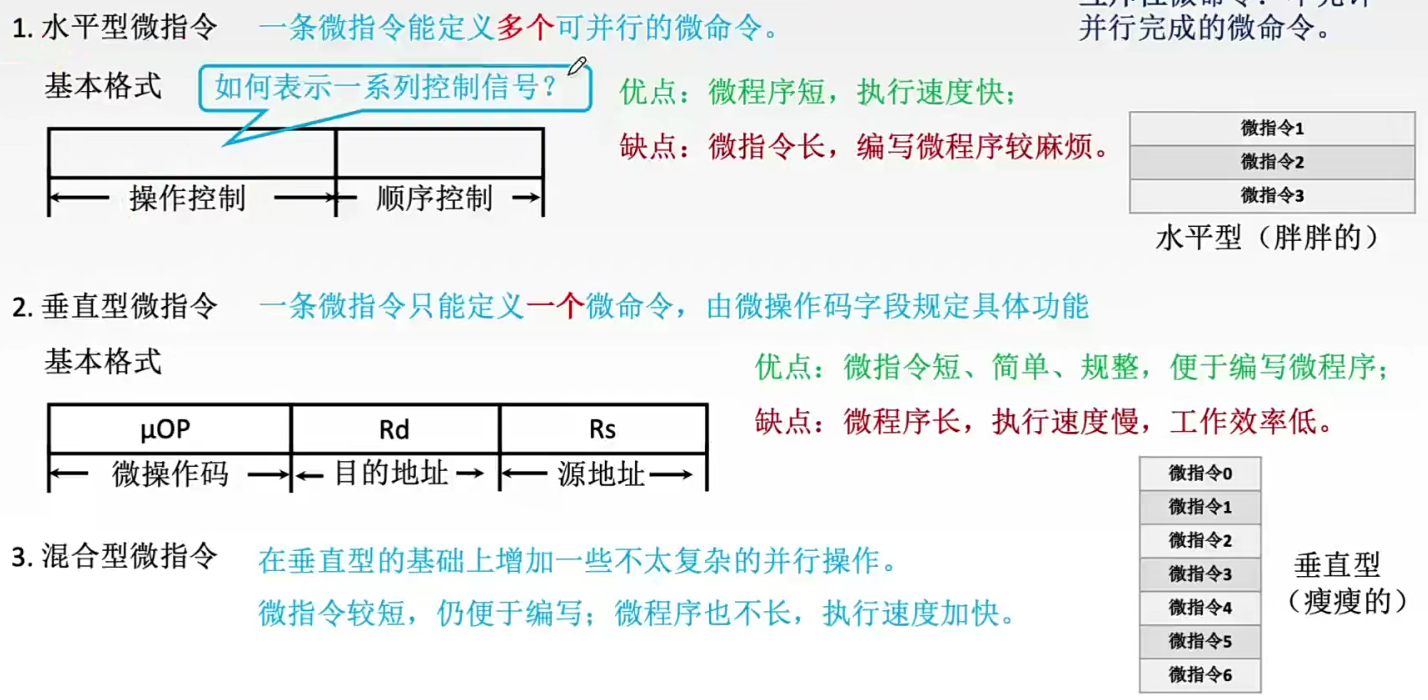 1. 水平型微指令 一条微指令能定义多个可并行的微命令。
并行完成的微命令。
基本格式 如何表示一系列控制信号?
优点:微程序短,执行速度快;
缺点:微指令长,编写微程序较麻烦。
操作控制 顺序控制
微指令1
微指令2
微指令3
水平型(胖胖的)
2. 垂直型微指令 一条微指令只能定义一个微命令,由微操作码字段规定具体功能
基本格式
优点:微指令短、简单、规整,便于编写微程序;
缺点:微程序长,执行速度慢,工作效率低。
μOP Rd Rs
微操作码 目的地址 源地址
微指令0
微指令1
微指令2
微指令3
微指令4
微指令5
微指令6
垂直型
(瘦瘦的)
3. 混合型微指令 在垂直型的基础上增加一些不太复杂的并行操作。
微指令较短,仍便于编写;微程序也不长,执行速度加快。